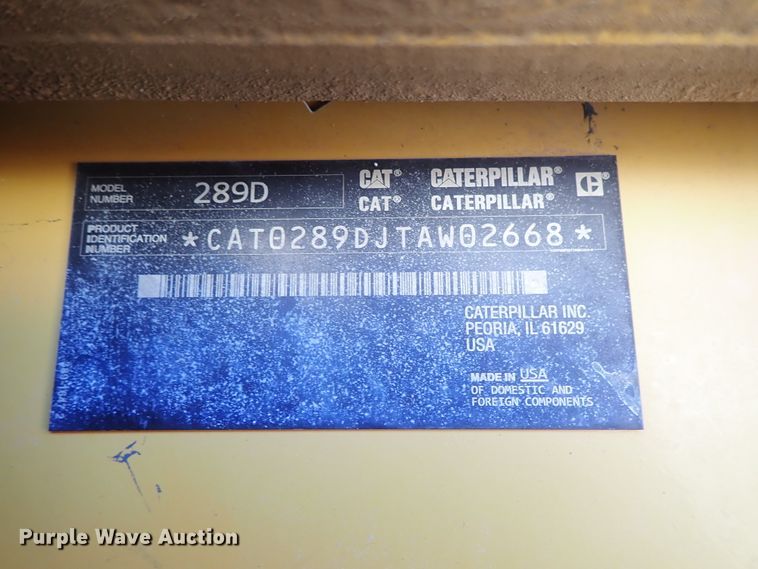 MODEL NUMBER 289D
CAT® CATERPILLAR® C
CAT® CATERPILLAR®
PRODUCT IDENTIFICATION NUMBER *CAT0289DJTAW02668*
CATERPILLAR INC.
PEORIA, IL 61629
USA
MADE IN USA
OF DOMESTIC AND
FOREIGN COMPONENTS
Purple Wave Auction